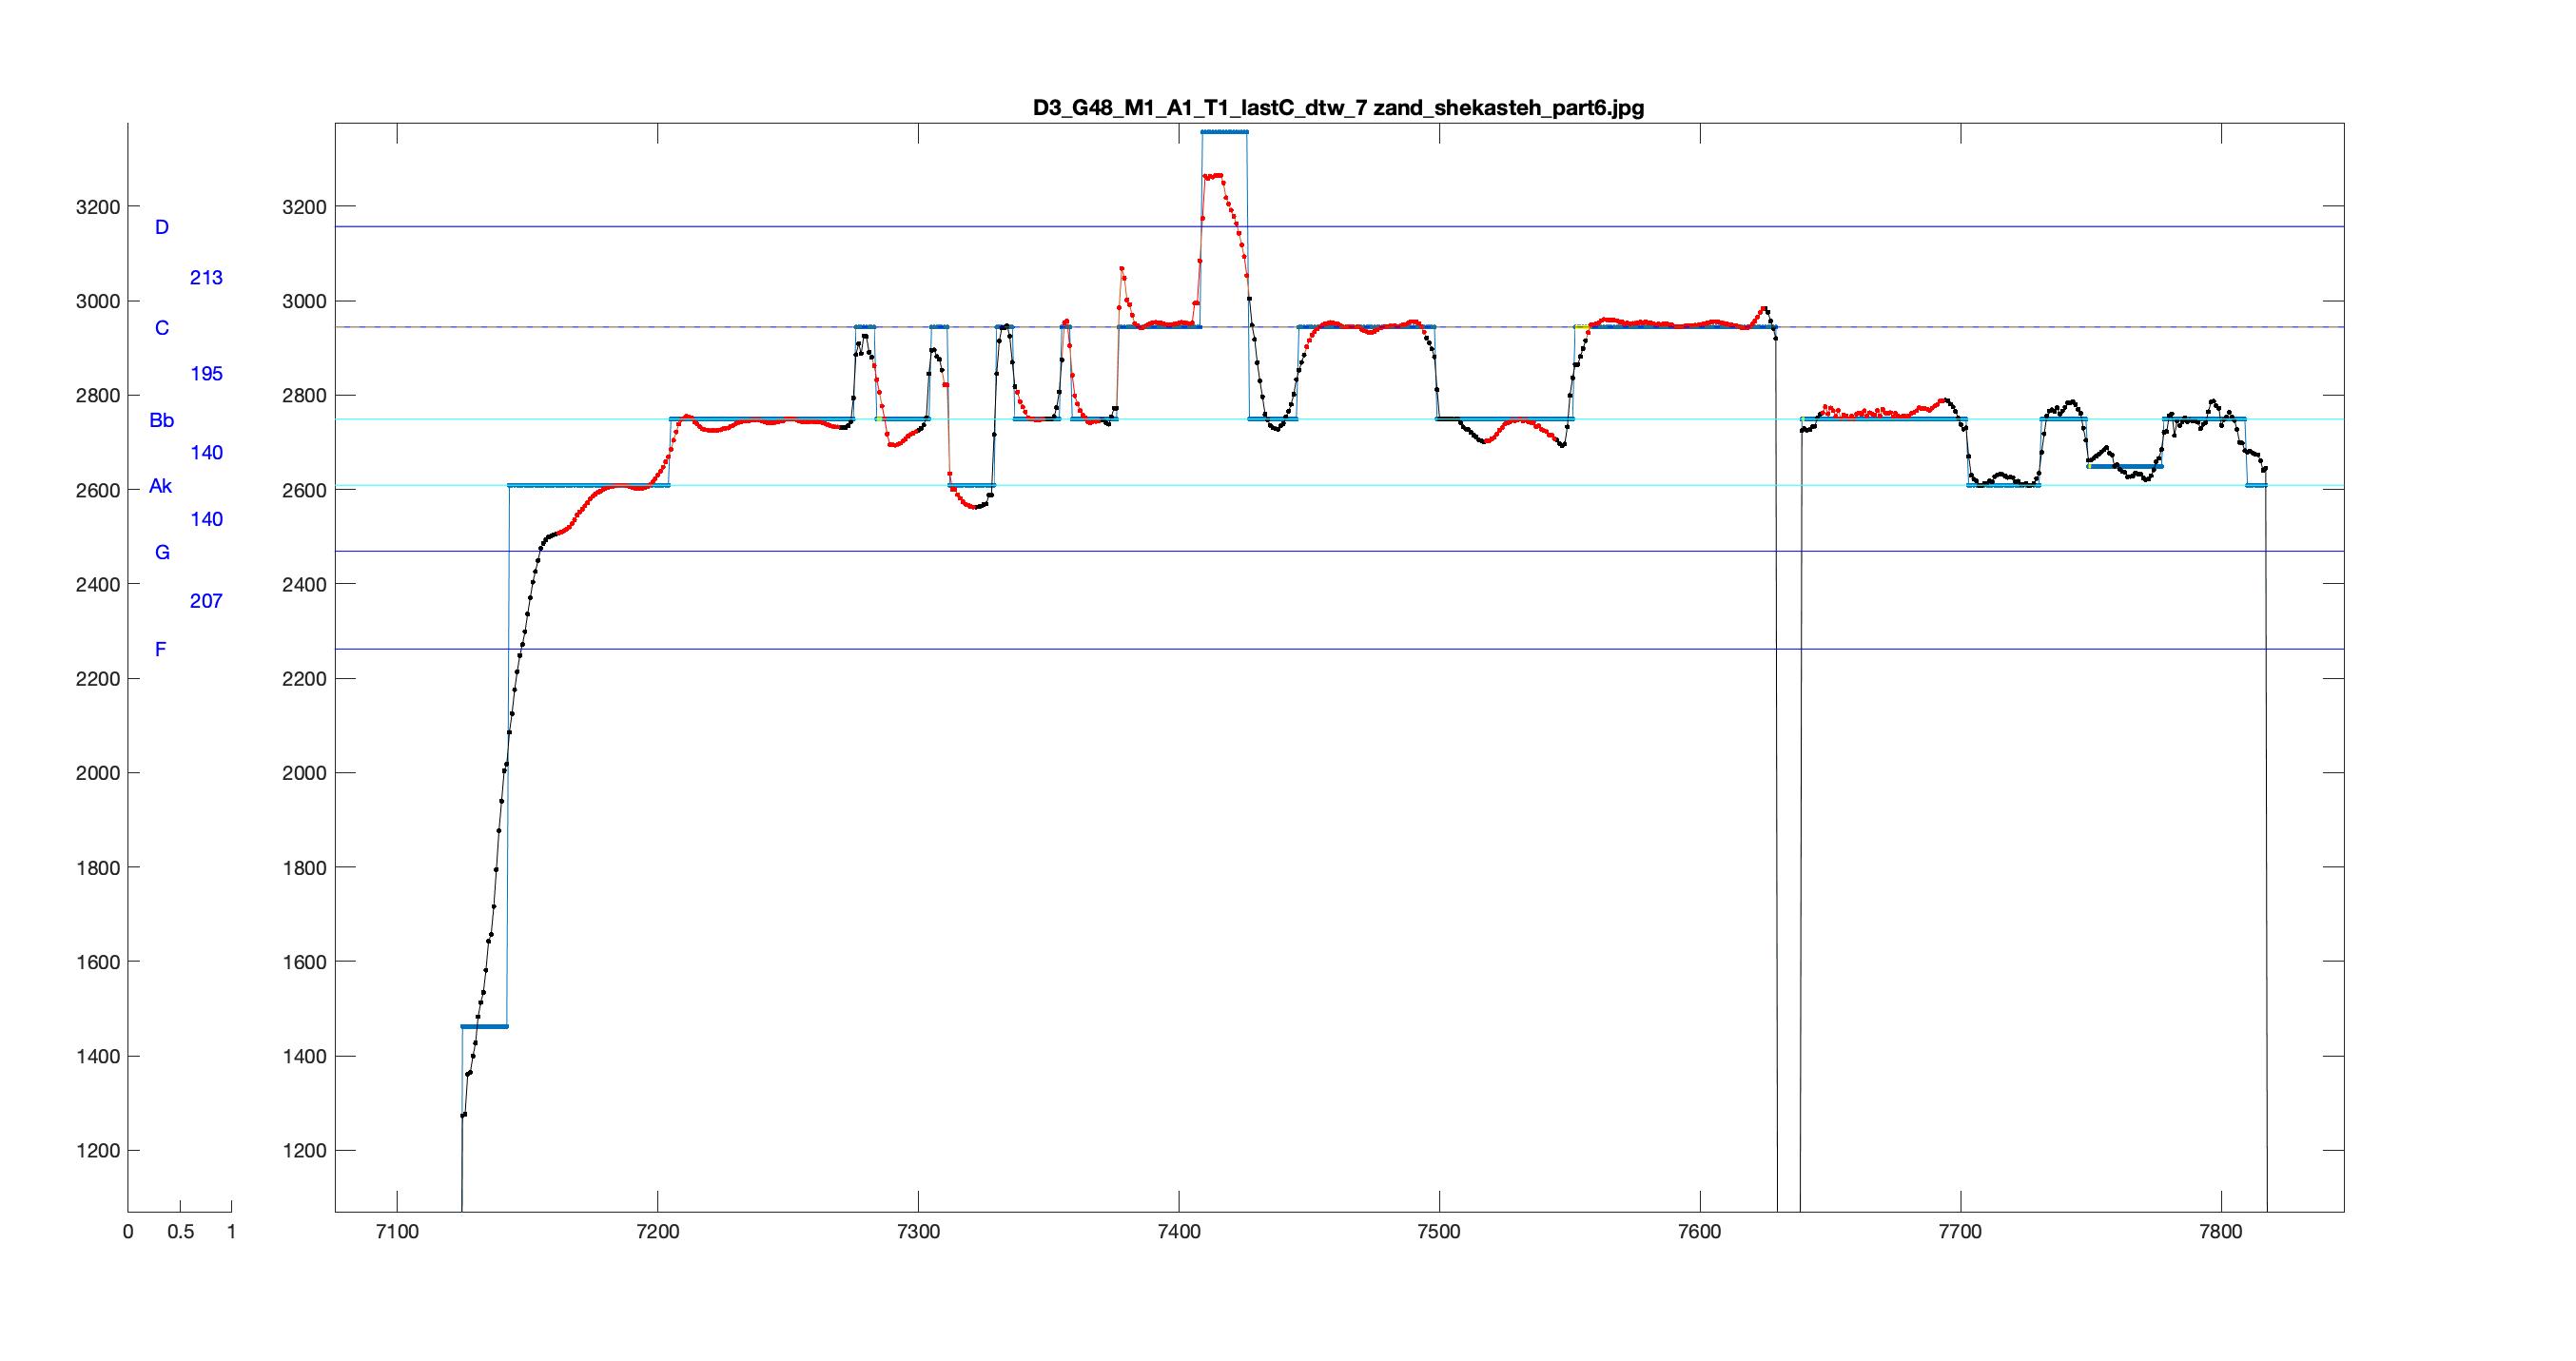 D3_G48_M1_A1_T1_lastC_dtw_7 zand_shekasteh_part6.jpg
3200 3200
D
213
3000 3000
C
195
2800 2800
Bb
140
2600 2600
Ak
140
G
2400 2400
207
F
2200 2200
2000 2000
1800 1800
1600 1600
1400 1400
1200 1200
0 0.5 1 7100 7200 7300 7400 7500 7600 7700 7800